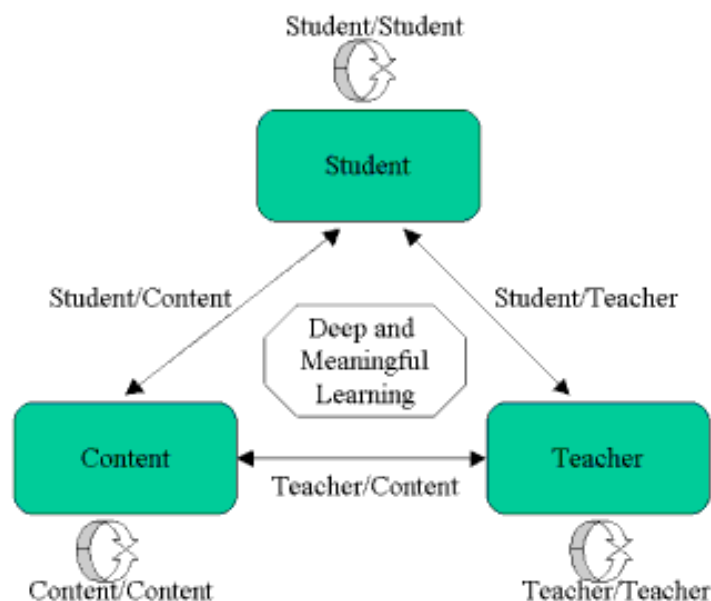 Student/Student
Student
Student/Content
Student/Teacher
Deep and
Meaningful
Learning
Content
Teacher
Teacher/Content
Content/Content
Teacher/Teacher